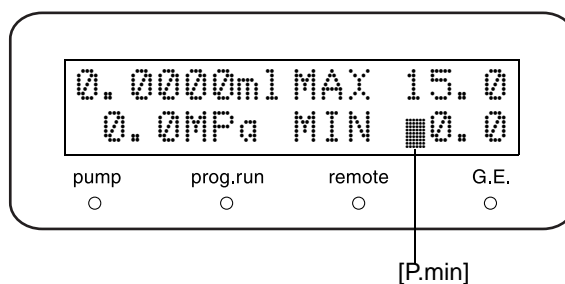 0.0000ml MAX 15.0
0.0MPa MIN 0.0
pump prog.run remote G.E.
[P.min]